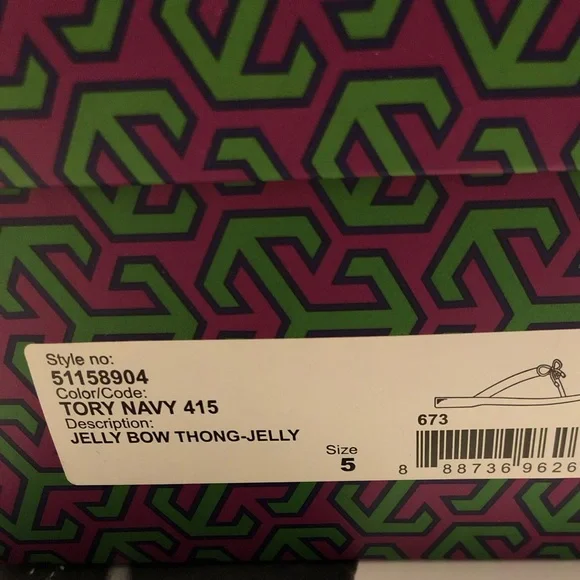 Style no:
51158904
Color/Code:
TORY NAVY 415
Description:
JELLY BOW THONG-JELLY
Size
5
673
8 88736 9626